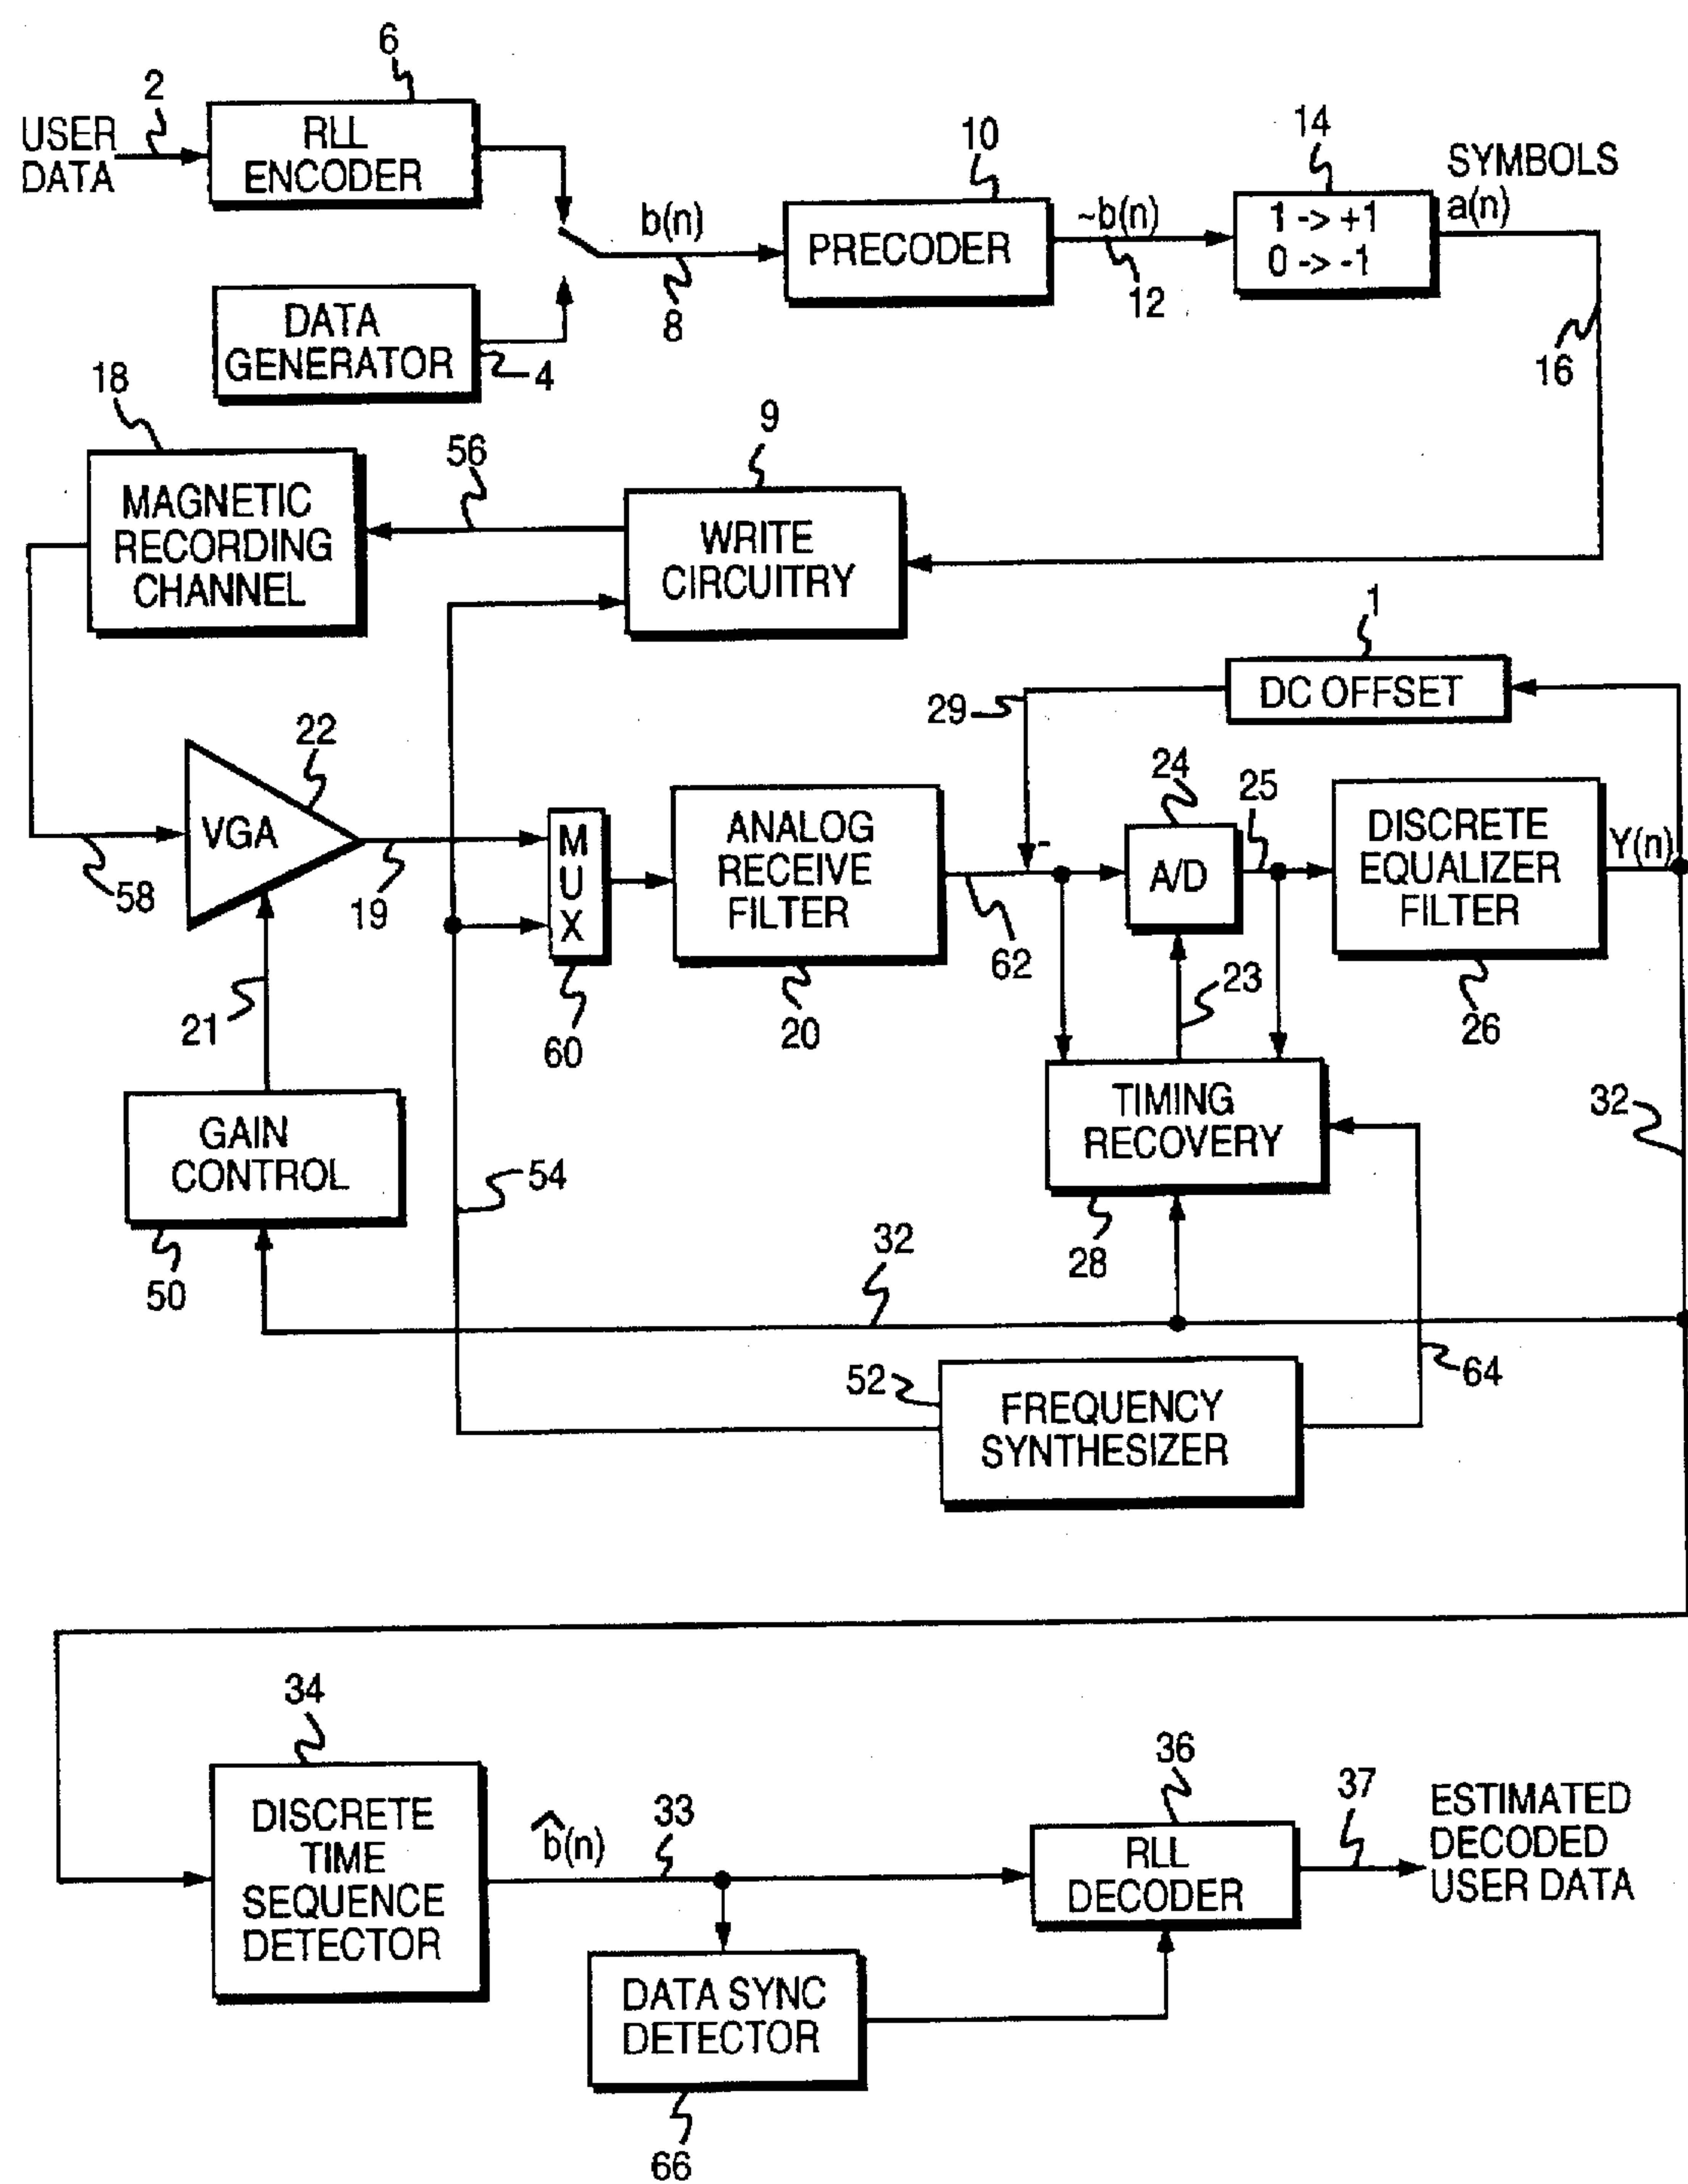 6
2
USER
DATA
RLL
ENCODER
10
14
SYMBOLS
a(n)
b(n)
PRECODER
~b(n)
1 -> +1
0 -> -1
8
12
16
DATA
GENERATOR
4
18
56
9
MAGNETIC
RECORDING
CHANNEL
WRITE
CIRCUITRY
1
DC OFFSET
29
22
VGA
58
19
MUX
60
ANALOG
RECEIVE
FILTER
20
62
-
24
A/D
25
DISCRETE
EQUALIZER
FILTER
26
Y(n)
21
23
GAIN
CONTROL
50
54
TIMING
RECOVERY
28
32
32
64
52
FREQUENCY
SYNTHESIZER
34
DISCRETE
TIME
SEQUENCE
DETECTOR
b̂(n)
33
36
RLL
DECODER
37
ESTIMATED
DECODED
USER DATA
DATA SYNC
DETECTOR
66